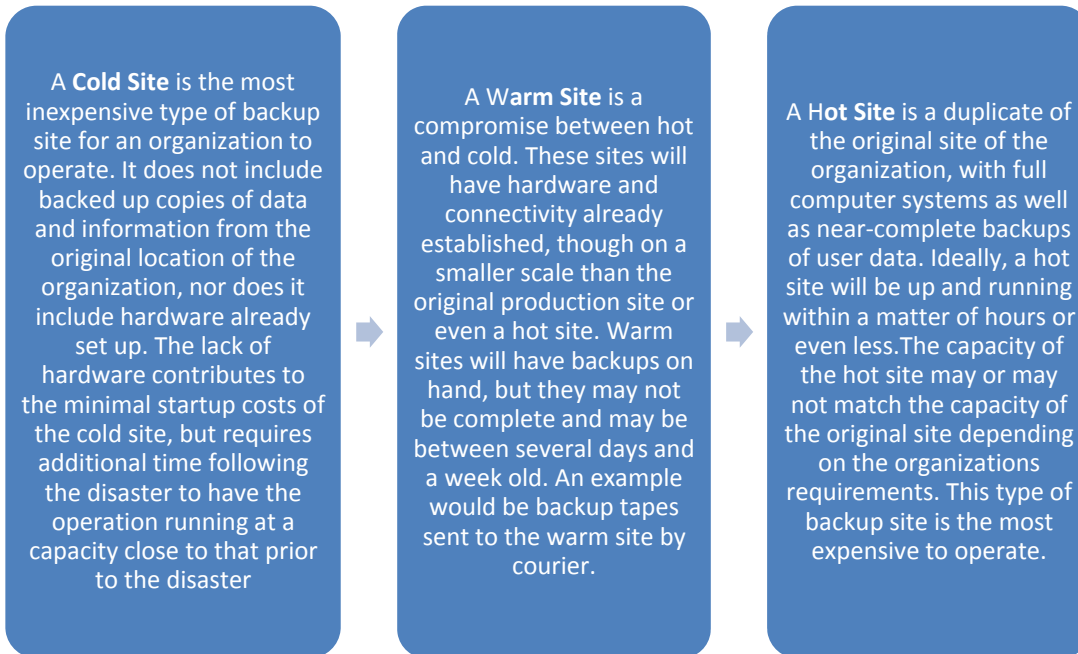 A Cold Site is the most
inexpensive type of backup
site for an organization to
operate. It does not include
backed up copies of data
and information from the
original location of the
organization, nor does it
include hardware already
set up. The lack of
hardware contributes to
the minimal startup costs of
the cold site, but requires
additional time following
the disaster to have the
operation running at a
capacity close to that prior
to the disaster
A Warm Site is a
compromise between hot
and cold. These sites will
have hardware and
connectivity already
established, though on a
smaller scale than the
original production site or
even a hot site. Warm
sites will have backups on
hand, but they may not
be complete and may be
between several days and
a week old. An example
would be backup tapes
sent to the warm site by
courier.
A Hot Site is a duplicate of
the original site of the
organization, with full
computer systems as well
as near-complete backups
of user data. Ideally, a hot
site will be up and running
within a matter of hours or
even less.The capacity of
the hot site may or may
not match the capacity of
the original site depending
on the organizations
requirements. This type of
backup site is the most
expensive to operate.